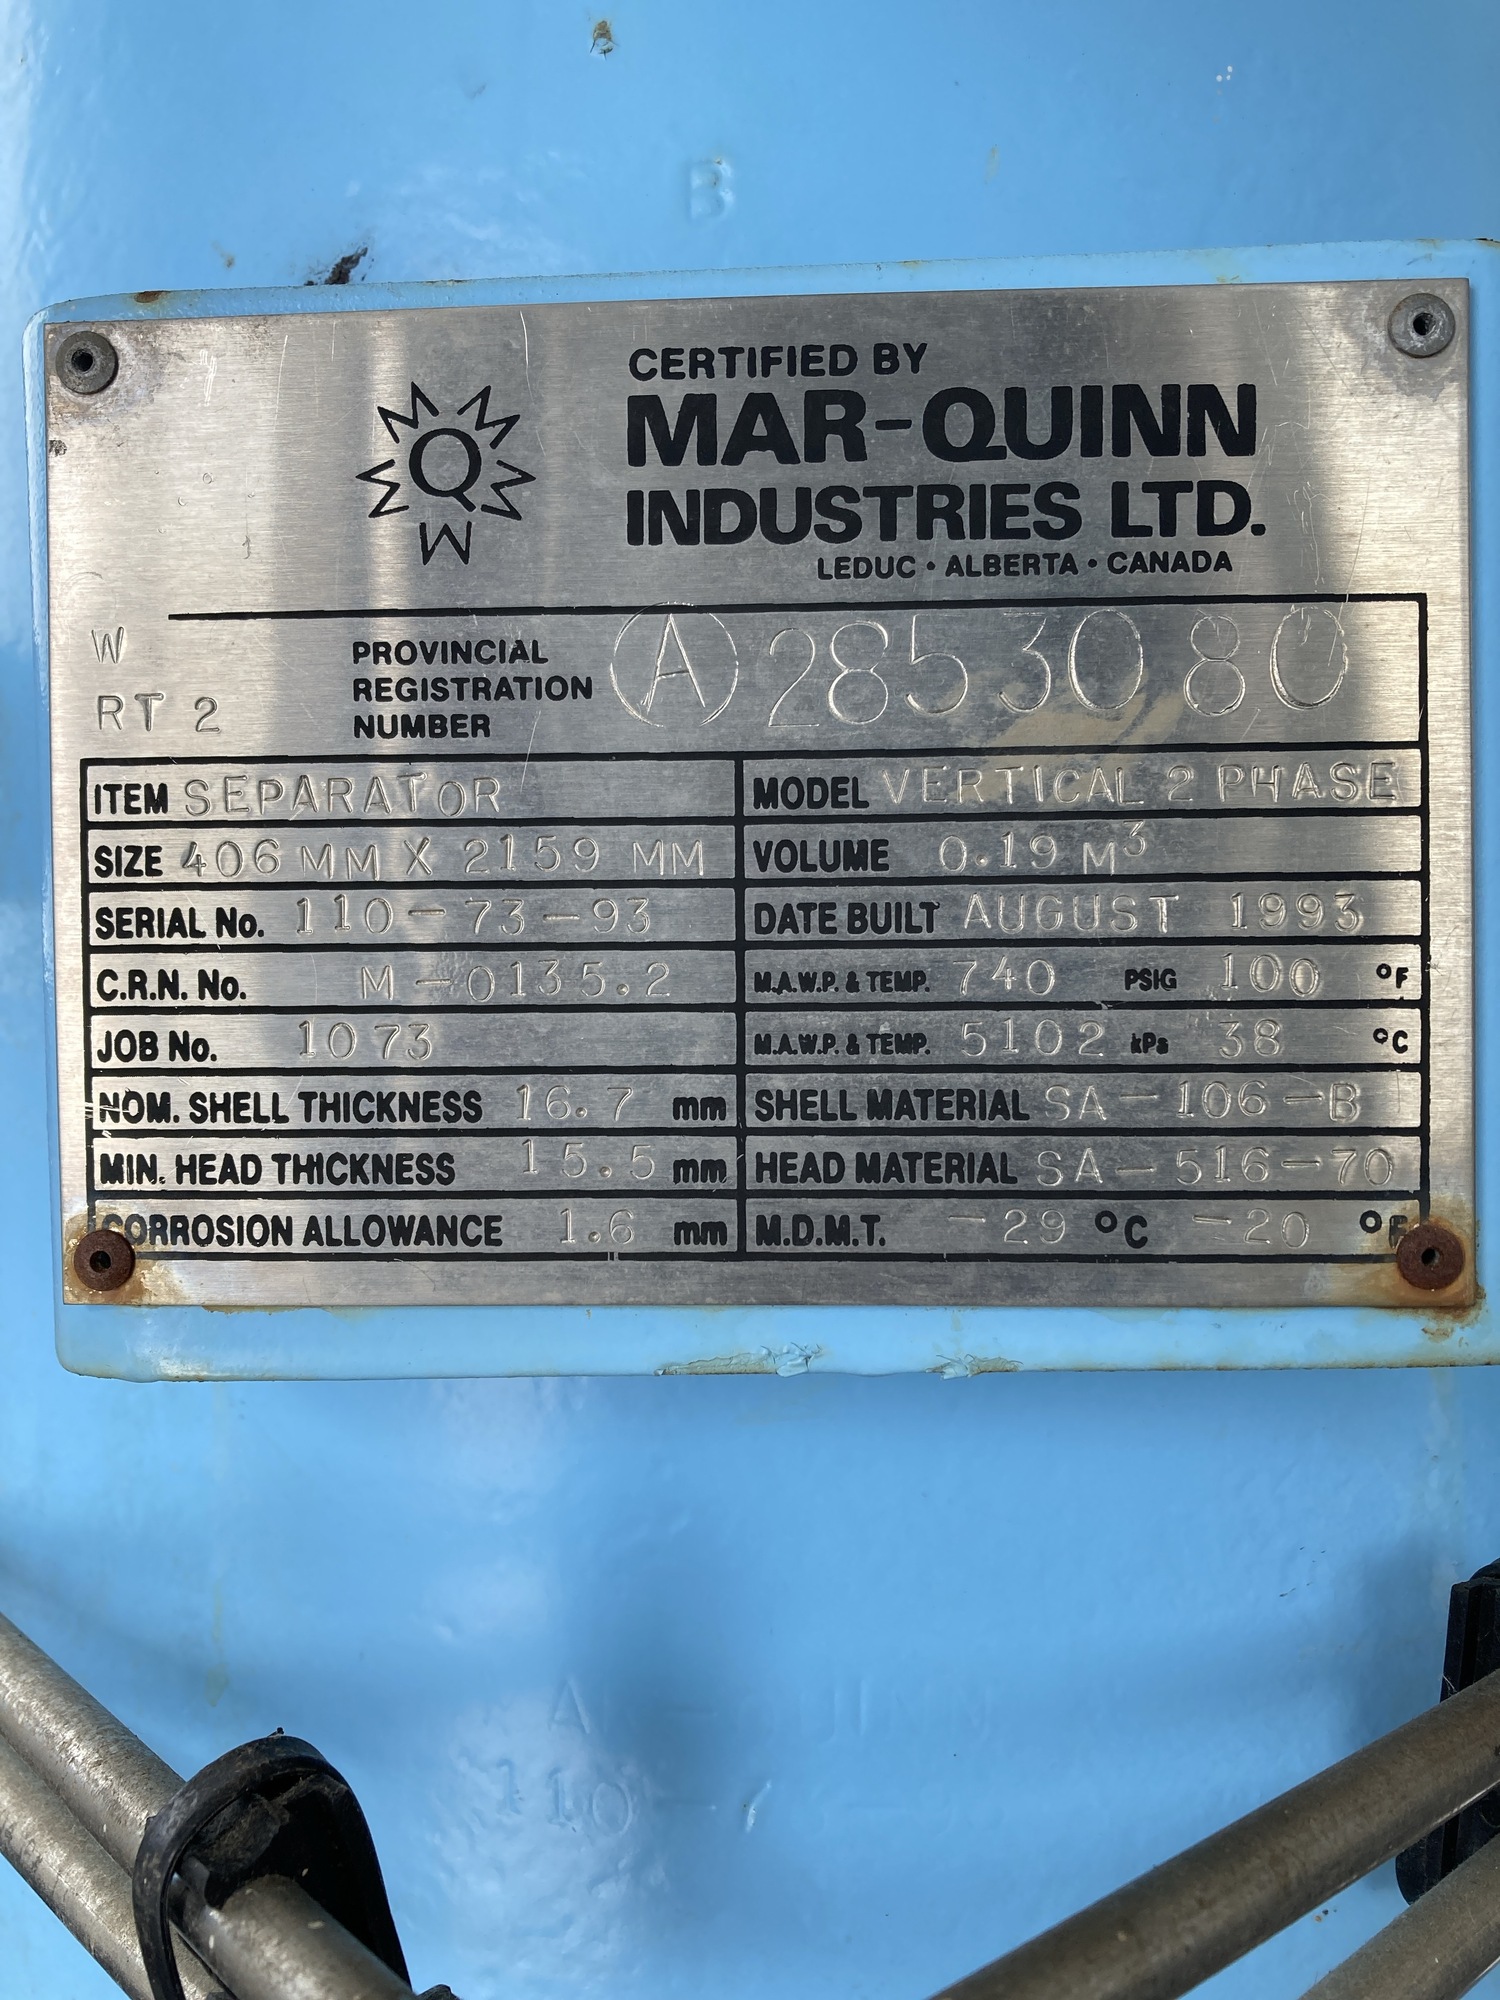 B
CERTIFIED BY
MAR-QUINN
INDUSTRIES LTD.
LEDUC • ALBERTA • CANADA
Q
W
RT 2
PROVINCIAL
REGISTRATION
NUMBER
A 2853080
ITEM SEPARATOR
MODEL VERTICAL 2 PHASE
SIZE 406 MM X 2159 MM
VOLUME 0.19 M³
SERIAL No. 110-73-93
DATE BUILT AUGUST 1993
C.R.N. No. M-0135.2
M.A.W.P. & TEMP. 740 PSIG 100 °F
JOB No. 1073
M.A.W.P. & TEMP. 5102 kPa 38 °C
NOM. SHELL THICKNESS 16.7 mm
SHELL MATERIAL SA-106-B
MIN. HEAD THICKNESS 15.5 mm
HEAD MATERIAL SA-516-70
CORROSION ALLOWANCE 1.6 mm
M.D.M.T. -29 °C -20 °F